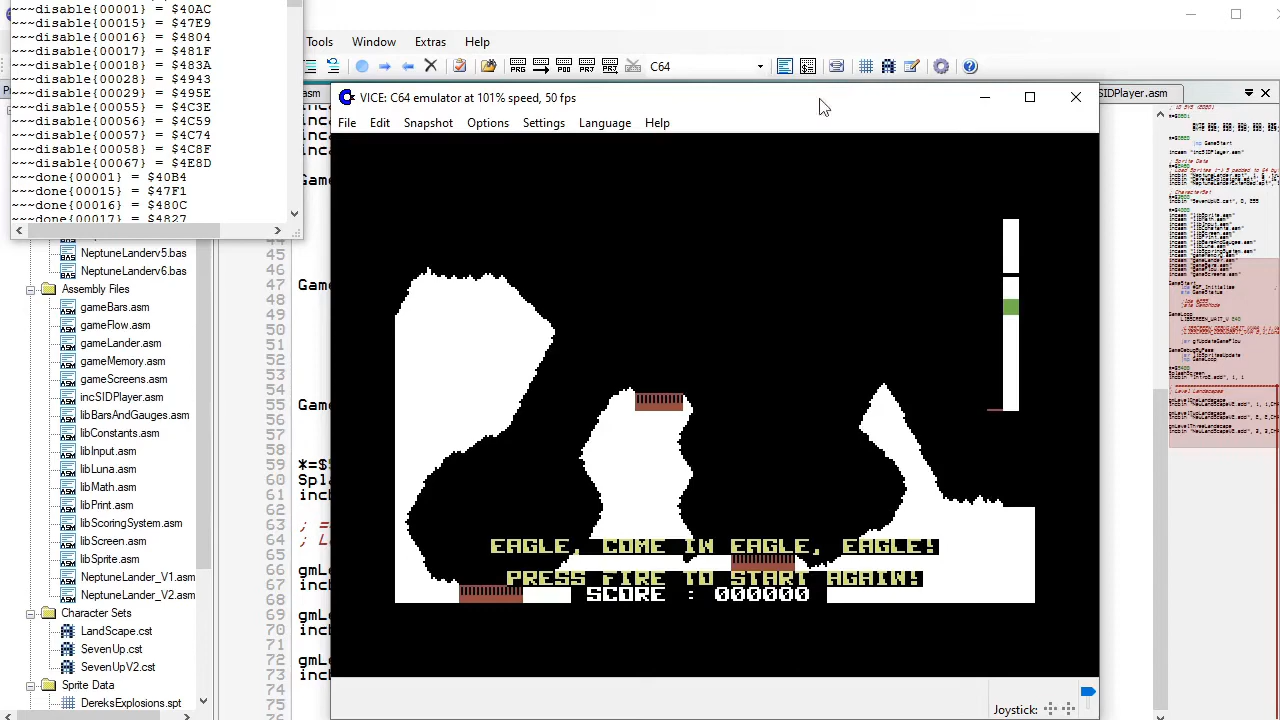 ~~~disable{00001} = $40AC
~~~disable{00015} = $47E9
~~~disable{00016} = $4804
~~~disable{00017} = $481F
~~~disable{00018} = $483A
~~~disable{00028} = $4943
~~~disable{00029} = $495E
~~~disable{00055} = $4C3E
~~~disable{00056} = $4C59
~~~disable{00057} = $4C74
~~~disable{00058} = $4C8F
~~~disable{00067} = $4E8D
~~~done{00001} = $40B4
~~~done{00015} = $47F1
~~~done{00016} = $480C
~~~done{00017} = $4827
Tools Window Extras Help
C64
SIDPlayer.asm
VICE: C64 emulator at 101% speed, 50 fps
File Edit Snapshot Options Settings Language Help
NeptuneLanderv5.bas
NeptuneLanderv6.bas
Assembly Files
gameBars.asm
gameFlow.asm
gameLander.asm
gameMemory.asm
gameScreens.asm
incSIDPlayer.asm
libBarsAndGauges.asm
libConstants.asm
libInput.asm
libLuna.asm
libMath.asm
libPrint.asm
libScoringSystem.asm
libScreen.asm
libSprite.asm
NeptuneLander_V1.asm
NeptuneLander_V2.asm
Character Sets
LandScape.cst
SevenUp.cst
SevenUpV2.cst
Sprite Data
DereksExplosions.spt
45
46
47
48
49
50
51
52
53
54
55
56
57
58
59
60
61
62
63
64
65
66
67
68
69
70
71
72
73
74
75
EAGLE, COME IN EAGLE, EAGLE!
PRESS FIRE TO START AGAIN!
SCORE : 000000
Joystick: